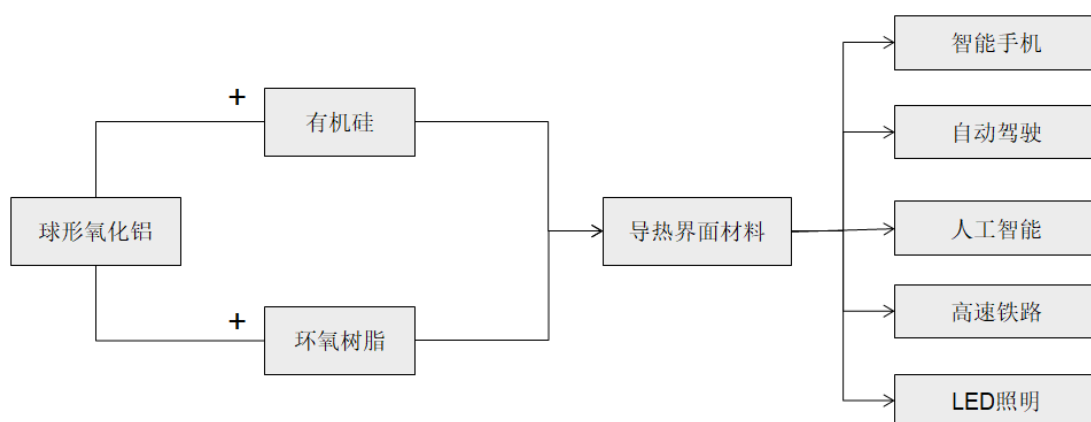 智能手机
+
有机硅
自动驾驶
球形氧化铝
导热界面材料
人工智能
+
环氧树脂
高速铁路
LED照明